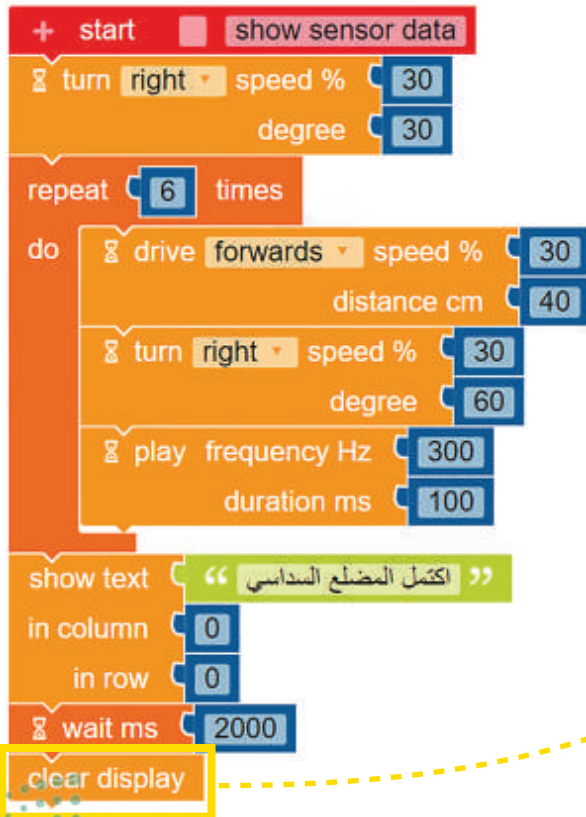 + start show sensor data
turn right speed % 30
degree 30
repeat 6 times
do drive forwards speed % 30
distance cm 40
turn right speed % 30
degree 60
play frequency Hz 300
duration ms 100
show text “ اكتمل المضلع السداسي ”
in column 0
in row 0
wait ms 2000
clear display